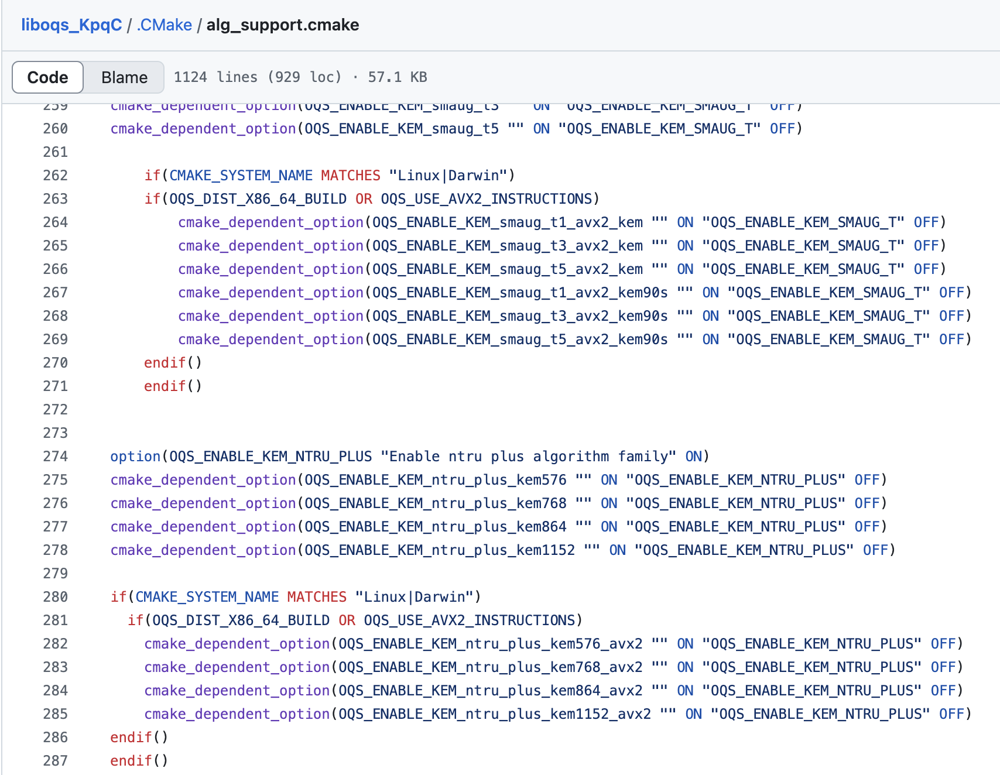 liboqs_KpqC / .CMake / alg_support.cmake
Code Blame 1124 lines (929 loc) · 57.1 KB
259 cmake_dependent_option(OQS_ENABLE_KEM_smaug_t3 "" ON "OQS_ENABLE_KEM_SMAUG_T" OFF)
260 cmake_dependent_option(OQS_ENABLE_KEM_smaug_t5 "" ON "OQS_ENABLE_KEM_SMAUG_T" OFF)
261
262 if(CMAKE_SYSTEM_NAME MATCHES "Linux|Darwin")
263 if(OQS_DIST_X86_64_BUILD OR OQS_USE_AVX2_INSTRUCTIONS)
264 cmake_dependent_option(OQS_ENABLE_KEM_smaug_t1_avx2_kem "" ON "OQS_ENABLE_KEM_SMAUG_T" OFF)
265 cmake_dependent_option(OQS_ENABLE_KEM_smaug_t3_avx2_kem "" ON "OQS_ENABLE_KEM_SMAUG_T" OFF)
266 cmake_dependent_option(OQS_ENABLE_KEM_smaug_t5_avx2_kem "" ON "OQS_ENABLE_KEM_SMAUG_T" OFF)
267 cmake_dependent_option(OQS_ENABLE_KEM_smaug_t1_avx2_kem90s "" ON "OQS_ENABLE_KEM_SMAUG_T" OFF)
268 cmake_dependent_option(OQS_ENABLE_KEM_smaug_t3_avx2_kem90s "" ON "OQS_ENABLE_KEM_SMAUG_T" OFF)
269 cmake_dependent_option(OQS_ENABLE_KEM_smaug_t5_avx2_kem90s "" ON "OQS_ENABLE_KEM_SMAUG_T" OFF)
270 endif()
271 endif()
272
273
274 option(OQS_ENABLE_KEM_NTRU_PLUS "Enable ntru plus algorithm family" ON)
275 cmake_dependent_option(OQS_ENABLE_KEM_ntru_plus_kem576 "" ON "OQS_ENABLE_KEM_NTRU_PLUS" OFF)
276 cmake_dependent_option(OQS_ENABLE_KEM_ntru_plus_kem768 "" ON "OQS_ENABLE_KEM_NTRU_PLUS" OFF)
277 cmake_dependent_option(OQS_ENABLE_KEM_ntru_plus_kem864 "" ON "OQS_ENABLE_KEM_NTRU_PLUS" OFF)
278 cmake_dependent_option(OQS_ENABLE_KEM_ntru_plus_kem1152 "" ON "OQS_ENABLE_KEM_NTRU_PLUS" OFF)
279
280 if(CMAKE_SYSTEM_NAME MATCHES "Linux|Darwin")
281 if(OQS_DIST_X86_64_BUILD OR OQS_USE_AVX2_INSTRUCTIONS)
282 cmake_dependent_option(OQS_ENABLE_KEM_ntru_plus_kem576_avx2 "" ON "OQS_ENABLE_KEM_NTRU_PLUS" OFF)
283 cmake_dependent_option(OQS_ENABLE_KEM_ntru_plus_kem768_avx2 "" ON "OQS_ENABLE_KEM_NTRU_PLUS" OFF)
284 cmake_dependent_option(OQS_ENABLE_KEM_ntru_plus_kem864_avx2 "" ON "OQS_ENABLE_KEM_NTRU_PLUS" OFF)
285 cmake_dependent_option(OQS_ENABLE_KEM_ntru_plus_kem1152_avx2 "" ON "OQS_ENABLE_KEM_NTRU_PLUS" OFF)
286 endif()
287 endif()